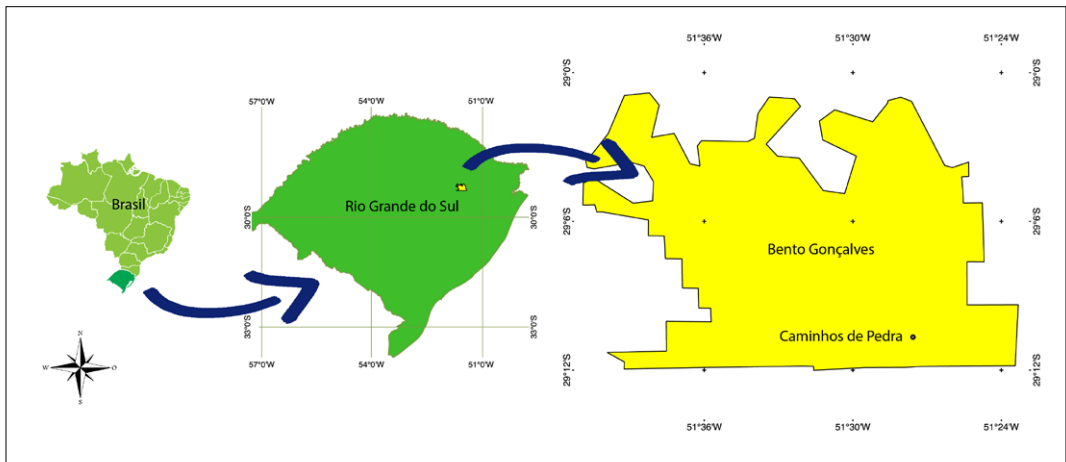 Brasil
N
W
O
S
57°0'W
54°0'W
51°0'W
30°0'S
33°0'S
Rio Grande do Sul
30°0'S
33°0'S
57°0'W
54°0'W
51°0'W
51°36'W
51°30'W
51°24'W
29°0'S
29°6'S
29°12'S
Bento Gonçalves
Caminhos de Pedra
29°0'S
29°6'S
29°12'S
51°36'W
51°30'W
51°24'W